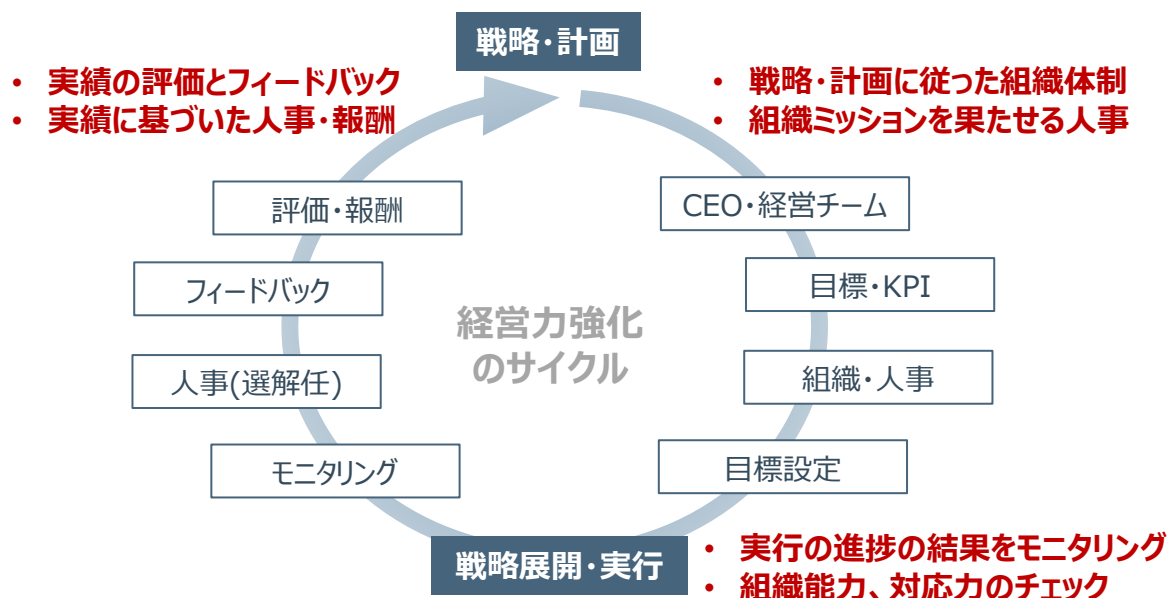 戦略･計画
• 実績の評価とフィードバック
• 実績に基づいた人事･報酬
• 戦略･計画に従った組織体制
• 組織ミッションを果たせる人事
評価･報酬
CEO･経営チーム
フィードバック
目標･KPI
経営力強化
のサイクル
人事(選解任)
組織･人事
モニタリング
目標設定
戦略展開･実行
• 実行の進捗の結果をモニタリング
• 組織能力、対応力のチェック